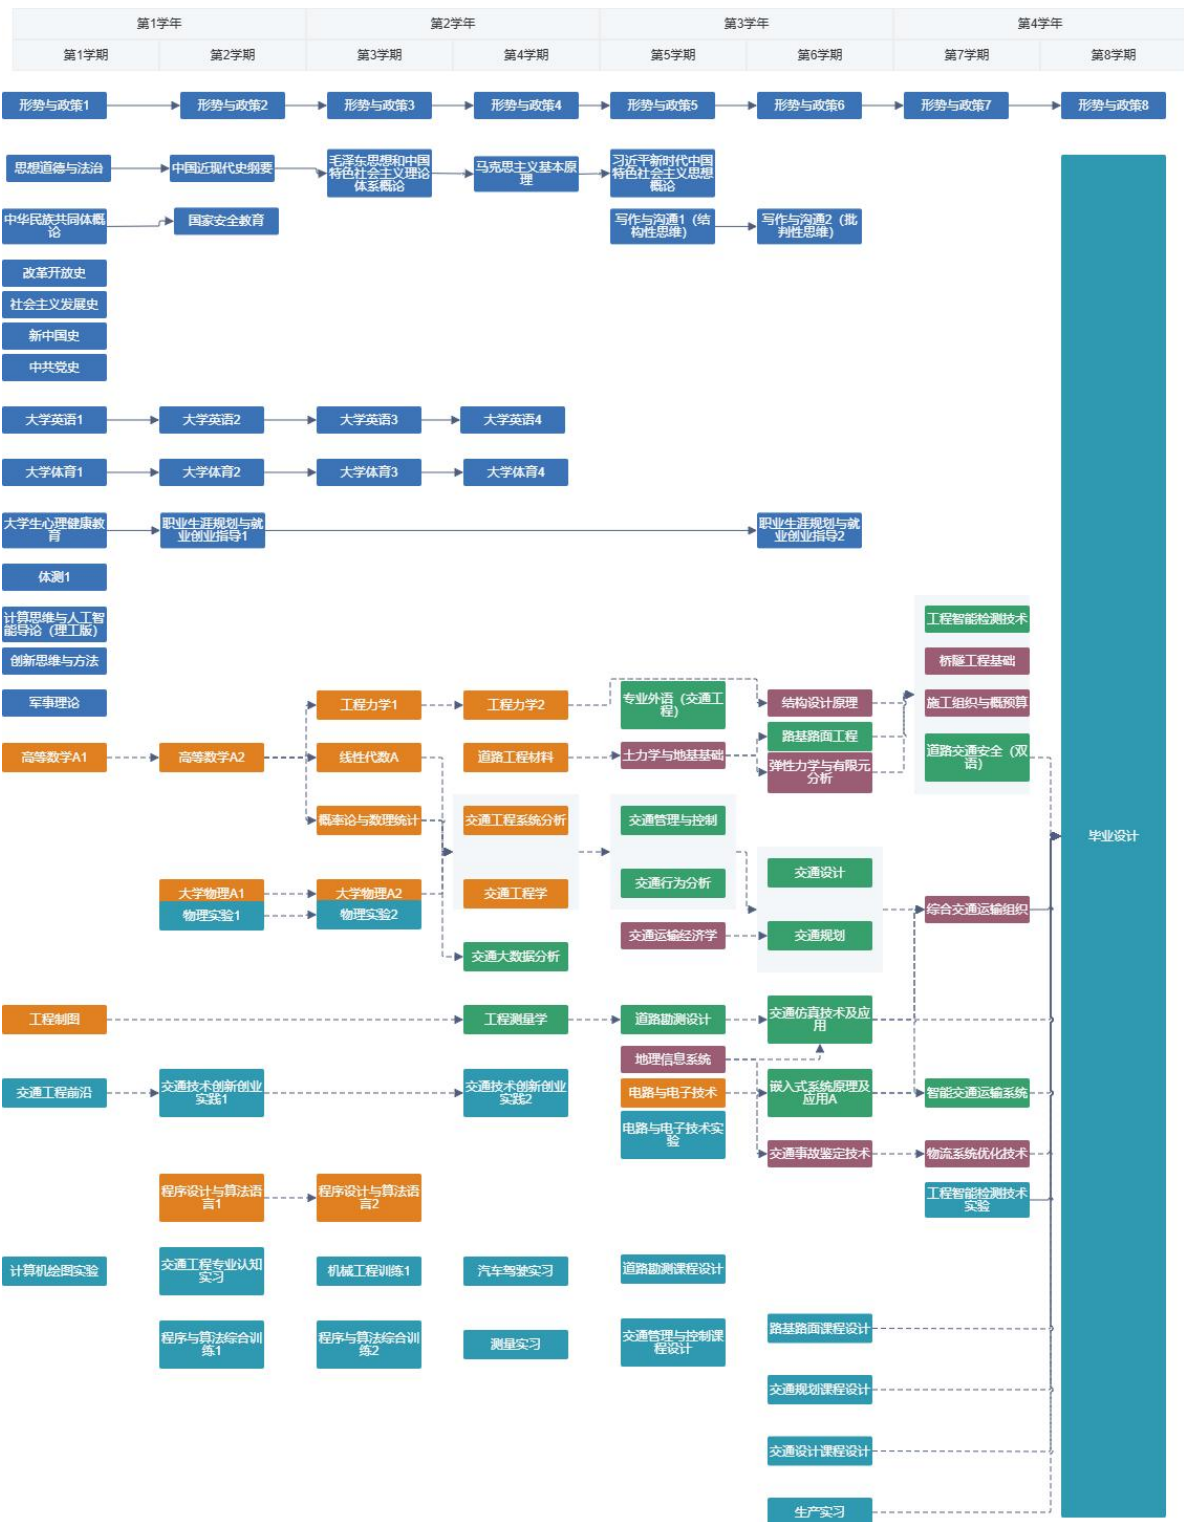 第1学年
第2学年
第3学年
第4学年
第1学期
第2学期
第3学期
第4学期
第5学期
第6学期
第7学期
第8学期
形势与政策1
形势与政策2
形势与政策3
形势与政策4
形势与政策5
形势与政策6
形势与政策7
形势与政策8
思想道德与法治
中国近现代史纲要
毛泽东思想和中国
特色社会主义理论
体系概论
马克思主义基本原
理
习近平新时代中国
特色社会主义思想
概论
中华民族共同体概
论
国家安全教育
写作与沟通1（结
构性思维）
写作与沟通2（批
判性思维）
改革开放史
社会主义发展史
新中国史
中共党史
大学英语1
大学英语2
大学英语3
大学英语4
大学体育1
大学体育2
大学体育3
大学体育4
大学生心理健康教
育
职业生涯规划与就
业创业指导1
职业生涯规划与就
业创业指导2
体测1
计算思维与人工智
能导论（理工版）
创新思维与方法
军事理论
工程智能检测技术
桥隧工程基础
工程力学1
工程力学2
专业外语（交通工
程）
结构设计原理
施工组织与概预算
高等数学A1
高等数学A2
线性代数A
道路工程材料
土力学与地基基础
路基路面工程
弹性力学与有限元
分析
道路交通安全（双
语）
概率论与数理统计
交通工程系统分析
交通管理与控制
毕业设计
大学物理A1
大学物理A2
交通工程学
交通行为分析
交通设计
物理实验1
物理实验2
交通运输经济学
交通规划
综合交通运输组织
交通大数据分析
工程制图
工程测量学
道路勘测设计
交通仿真技术及应
用
地理信息系统
交通工程前沿
交通技术创新创业
实践1
交通技术创新创业
实践2
电路与电子技术
嵌入式系统原理及
应用A
智能交通运输系统
电路与电子技术实
验
交通事故鉴定技术
物流系统优化技术
程序设计与算法语
言1
程序设计与算法语
言2
工程智能检测技术
实验
计算机绘图实验
交通工程专业认知
实习
机械工程训练1
汽车驾驶实习
道路勘测课程设计
程序与算法综合训
练1
程序与算法综合训
练2
测量实习
交通管理与控制课
程设计
路基路面课程设计
交通规划课程设计
交通设计课程设计
生产实习